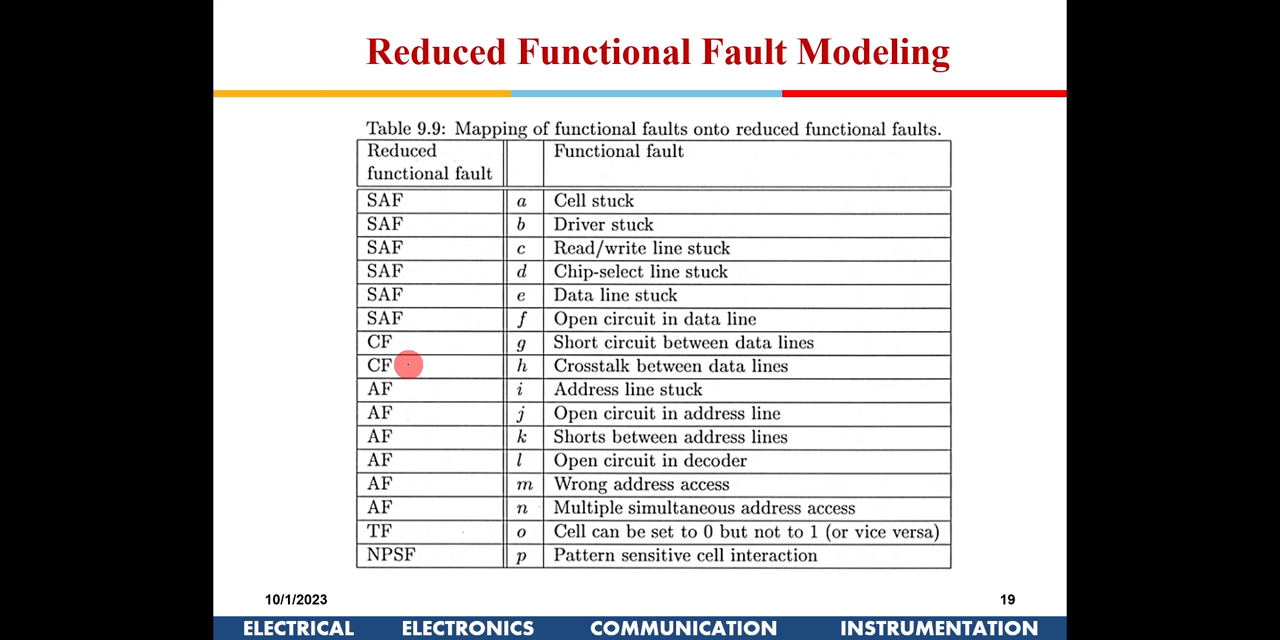 Reduced Functional Fault Modeling
Table 9.9: Mapping of functional faults onto reduced functional faults.
Reduced functional fault Functional fault
SAF a Cell stuck
SAF b Driver stuck
SAF c Read/write line stuck
SAF d Chip-select line stuck
SAF e Data line stuck
SAF f Open circuit in data line
CF g Short circuit between data lines
CF h Crosstalk between data lines
AF i Address line stuck
AF j Open circuit in address line
AF k Shorts between address lines
AF l Open circuit in decoder
AF m Wrong address access
AF n Multiple simultaneous address access
TF o Cell can be set to 0 but not to 1 (or vice versa)
NPSF p Pattern sensitive cell interaction
10/1/2023 19
ELECTRICAL ELECTRONICS COMMUNICATION INSTRUMENTATION